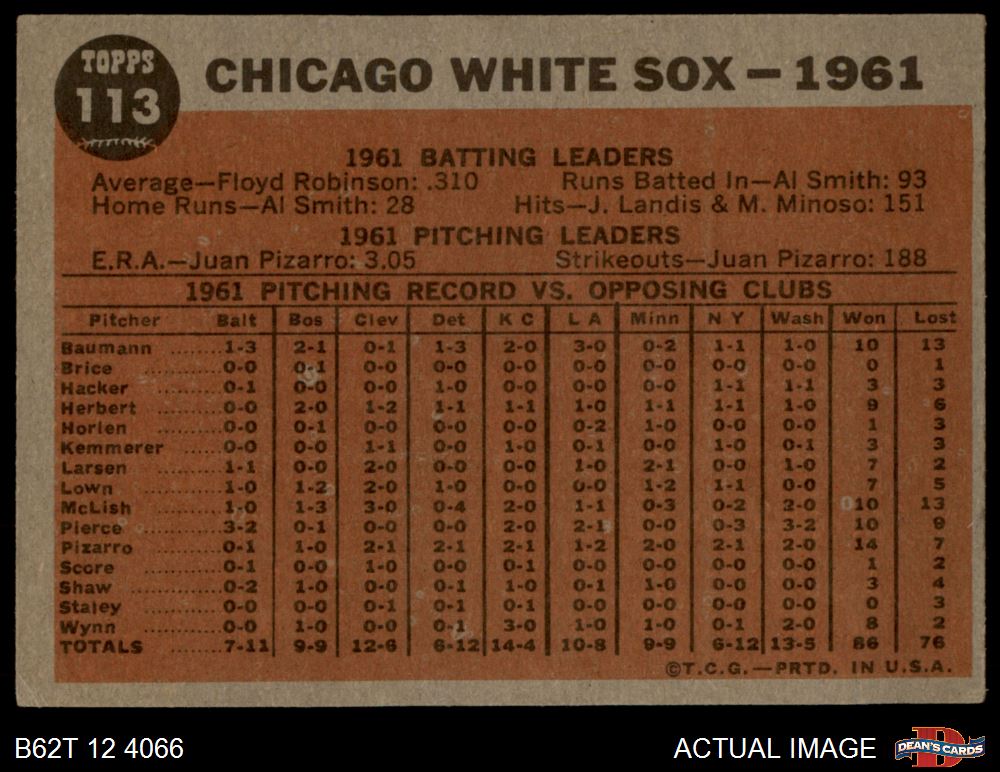 TOPPS
113
CHICAGO WHITE SOX — 1961
1961 BATTING LEADERS
Average—Floyd Robinson: .310 Runs Batted In—Al Smith: 93
Home Runs—Al Smith: 28 Hits—J. Landis & M. Minoso: 151
1961 PITCHING LEADERS
E.R.A.—Juan Pizarro: 3.05 Strikeouts—Juan Pizarro: 188
1961 PITCHING RECORD VS. OPPOSING CLUBS
Pitcher Balt Bos Clev Det K C L A Minn N Y Wash Won Lost
Baumann ........1-3 2-1 0-1 1-3 2-0 3-0 0-2 1-1 1-0 10 13
Brice ..........0-0 0-1 0-0 0-0 0-0 0-0 0-0 0-0 0-0 0 1
Hacker ..........0-1 0-0 0-0 1-0 0-0 0-0 0-0 1-1 1-1 3 3
Herbert ..........0-0 2-0 1-2 1-1 1-1 1-0 1-1 1-1 1-0 9 6
Horlen ..........0-0 0-1 0-0 0-0 0-0 0-2 1-0 0-0 0-0 1 3
Kemmerer ........0-0 0-0 1-1 0-0 1-0 0-1 0-0 1-0 0-1 3 3
Larsen ..........1-1 0-0 2-0 0-0 0-0 1-0 2-1 0-0 1-0 7 2
Lown ..........1-0 1-2 2-0 1-0 0-0 0-0 1-2 1-1 0-0 7 5
McLish ..........1-0 1-3 3-0 0-4 2-0 1-1 0-3 0-2 2-0 10 13
Pierce ..........3-2 0-1 0-0 0-0 2-0 2-1 0-0 0-3 3-2 10 9
Pizarro ..........0-1 1-0 2-1 2-1 2-1 1-2 2-0 2-1 2-0 14 7
Score ..........0-1 0-0 1-0 0-0 0-1 0-0 0-0 0-0 0-0 1 2
Shaw ..........0-2 1-0 0-0 0-1 1-0 0-1 1-0 0-0 0-0 3 4
Staley ..........0-0 0-0 0-1 0-1 0-1 0-0 0-0 0-0 0-0 0 3
Wynn ..........0-0 1-0 0-0 0-1 3-0 1-0 1-0 0-1 2-0 8 2
TOTALS ........7-11 9-9 12-6 6-12 14-4 10-8 9-9 6-12 13-5 86 76
©T.C.G.—PRTD. IN U.S.A.
B62T 12 4066 ACTUAL IMAGE
D
DEAN'S CARDS